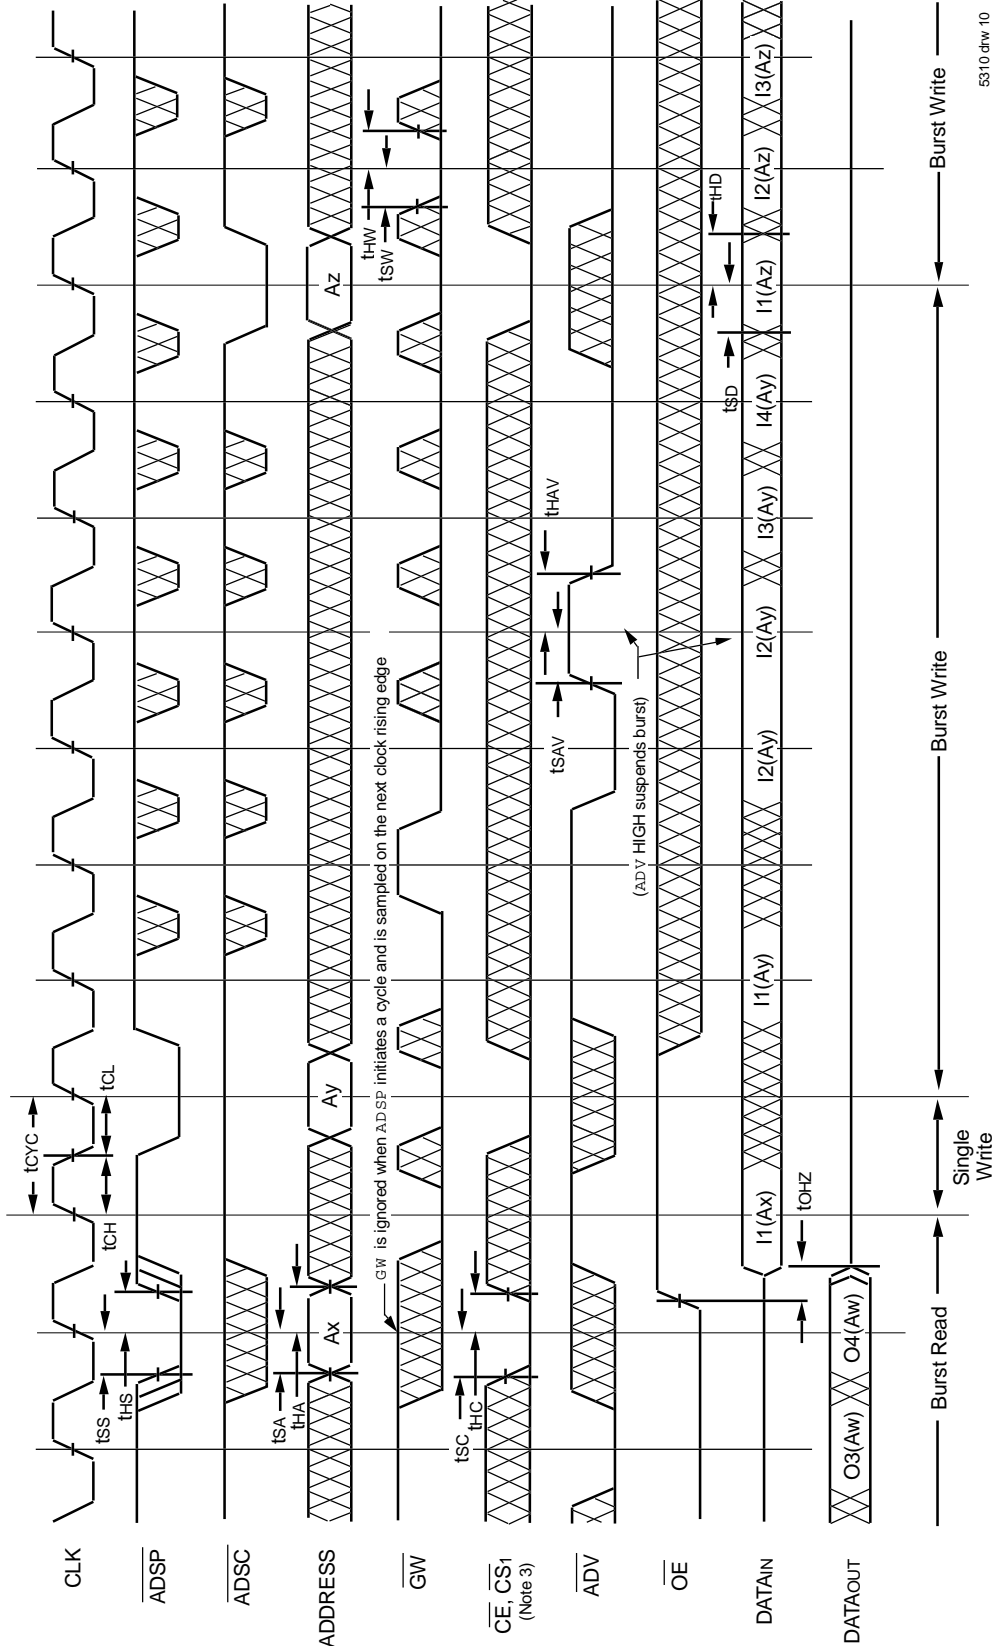 CLK
tCYC
tCH
tCL
ADSP
tSS
tHS
ADSC
ADDRESS
Ax
Ay
Az
tSA
tHA
GW is ignored when ADSP initiates a cycle and is sampled on the next clock rising edge
tHW
tSW
GW
CE, CS1
(Note 3)
tSC
tHC
ADV
tSAV
tHAV
(ADV HIGH suspends burst)
OE
DATAIN
I1(Ax)
I1(Ay)
I2(Ay)
I2(Ay)
I3(Ay)
I4(Ay)
I1(Az)
I2(Az)
I3(Az)
tSD
tHD
tOHZ
DATAOUT
O3(Aw)
O4(Aw)
Burst Read
Single
Write
Burst Write
Burst Write
5310 drw 10